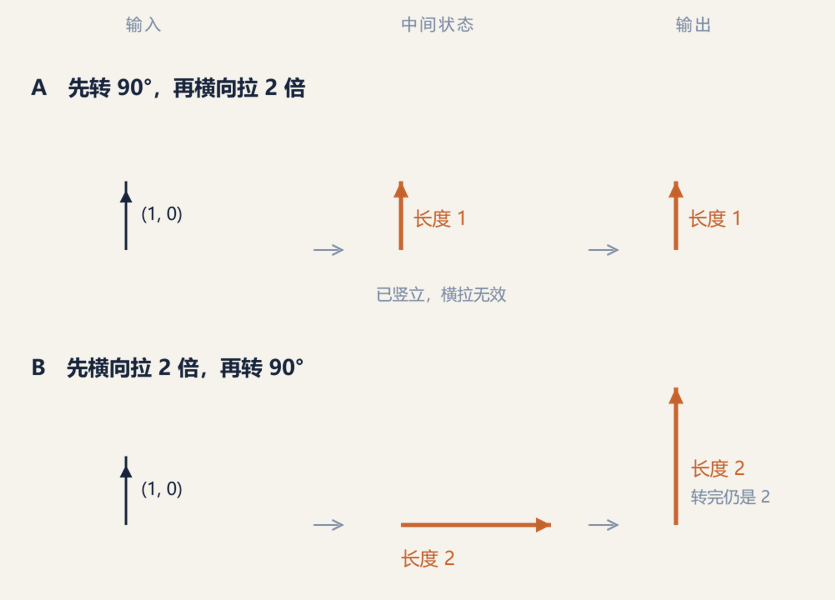 输入
中间状态
输出
A 先转 90°，再横向拉 2 倍
(1, 0)
长度 1
长度 1
已竖立，横拉无效
B 先横向拉 2 倍，再转 90°
(1, 0)
长度 2
长度 2
转完仍是 2